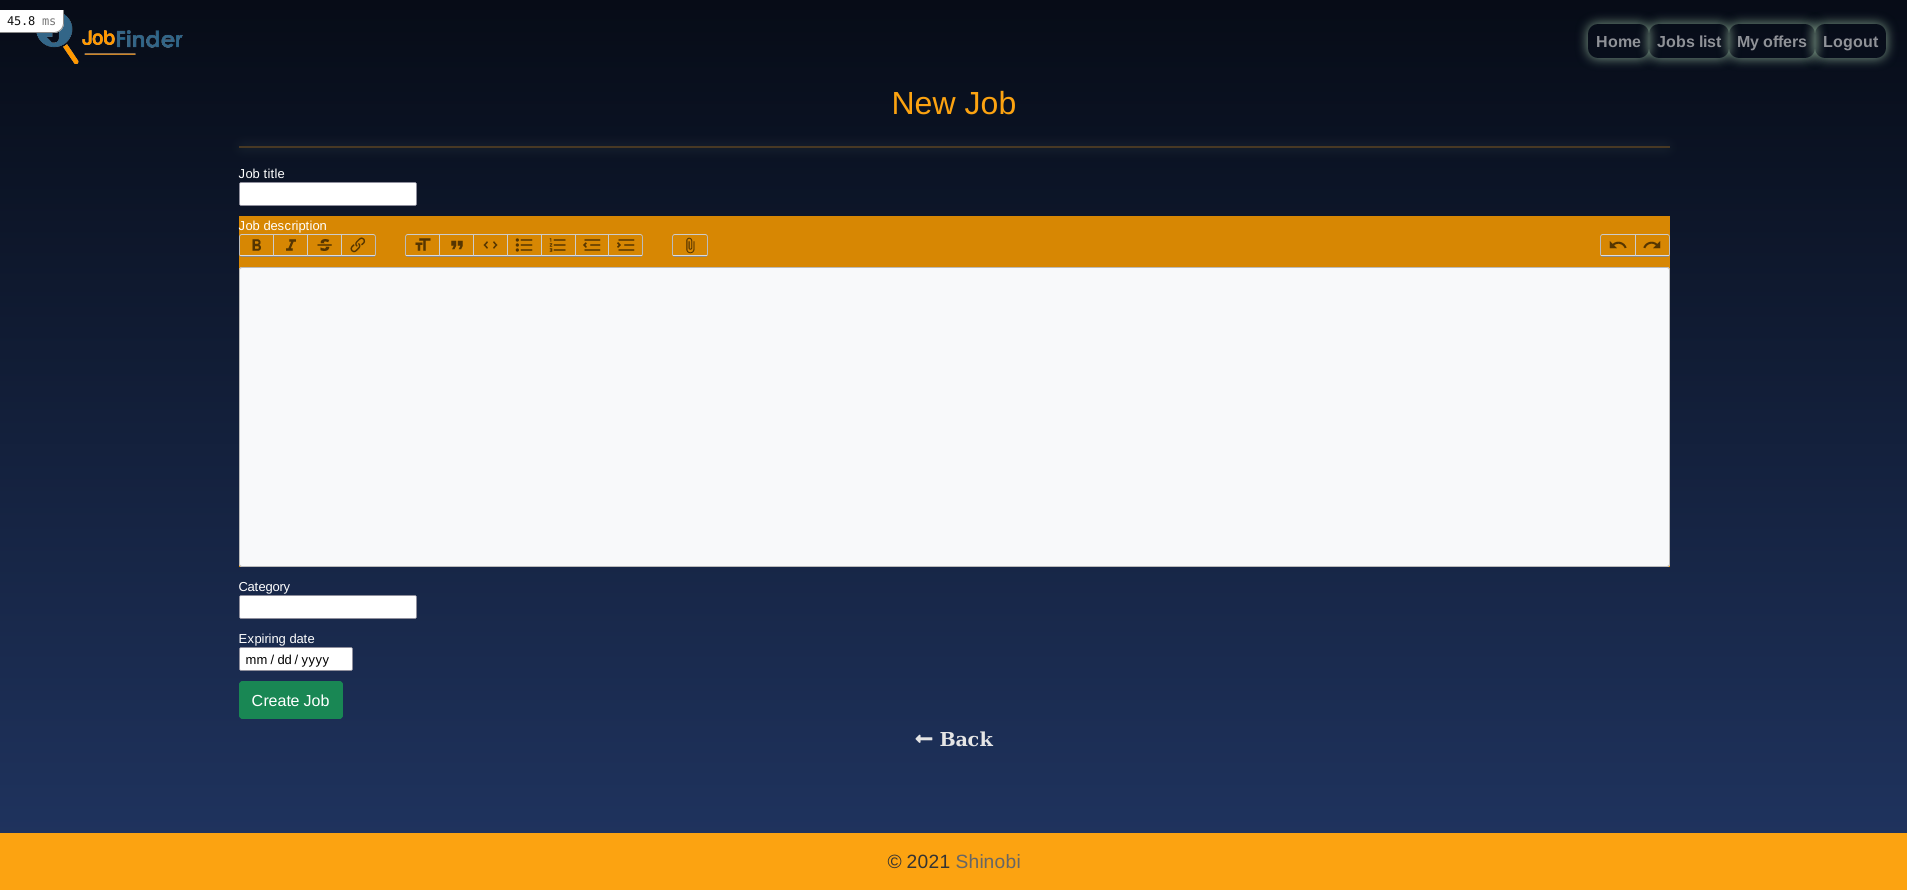 45.8 ms
JobFinder
Home Jobs list My offers Logout
New Job
Job title
Job description
Category
Expiring date
mm / dd / yyyy
Create Job
Back
© 2021 Shinobi